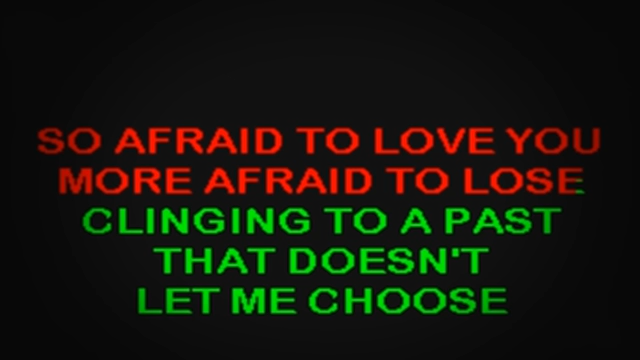 SO AFRAID TO LOVE YOU
MORE AFRAID TO LOSE
CLINGING TO A PAST
THAT DOESN'T
LET ME CHOOSE